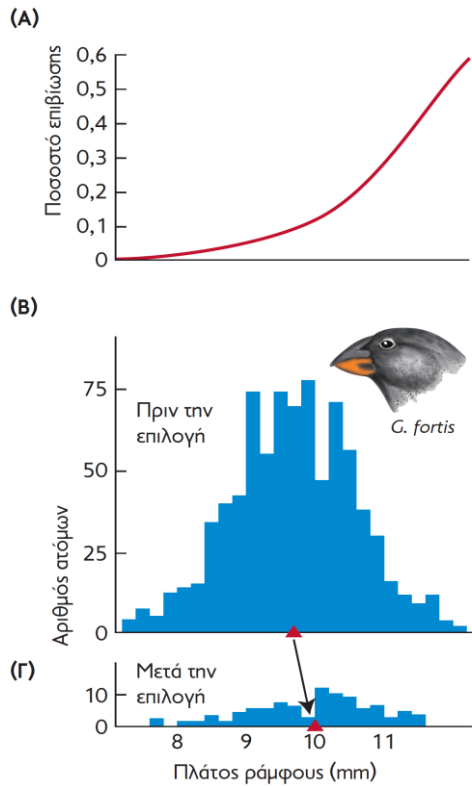 (Α)
Ποσοστό επιβίωσης
0,6
0,5
0,4
0,3
0,2
0,1
0
(Β)
Αριθμός ατόμων
75
50
25
0
Πριν την
επιλογή
G. fortis
(Γ)
Μετά την
επιλογή
10
0
8 9 10 11
Πλάτος ράμφους (mm)